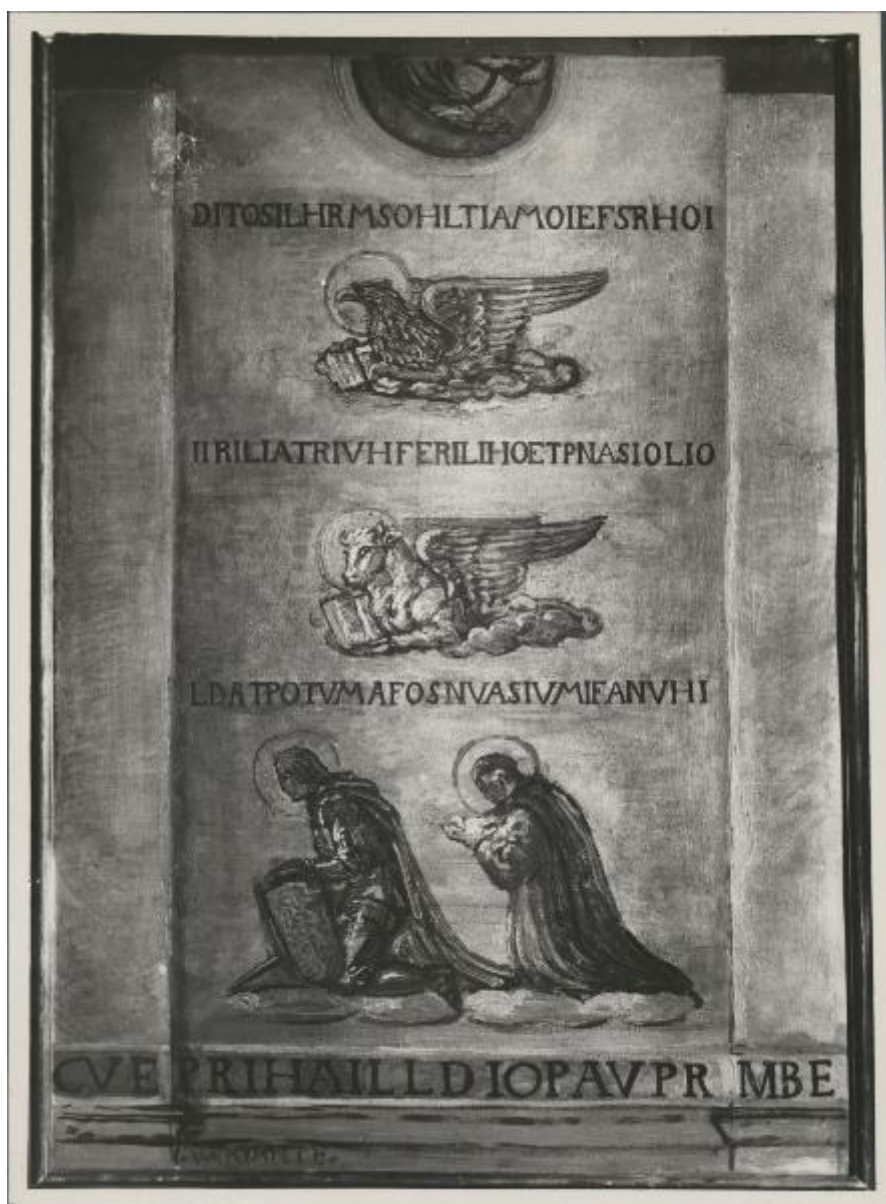 DITOSILHRMSOHLTIAMOIEFSRHOI
IIRILIATRIVHFERILIHOETPNASIOLIO
LDATPOTVMAFOSNVASIVMIFANVHI
CVE PRIHAILLDIOPAVPR MBE